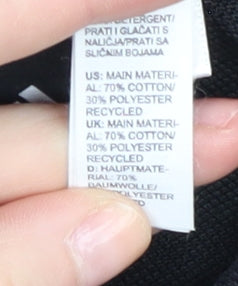 DETERGENT/
PRATI I GLAČATI S
NALIČJA/PRATI SA
SLIČNIM BOJAMA
US: MAIN MATERI-
AL: 70% COTTON/
30% POLYESTER
RECYCLED
UK: MAIN MATERI-
AL: 70% COTTON/
30% POLYESTER
RECYCLED
D: HAUPTMATE-
RIAL: 70%
BAUMWOLLE/
POLYESTER